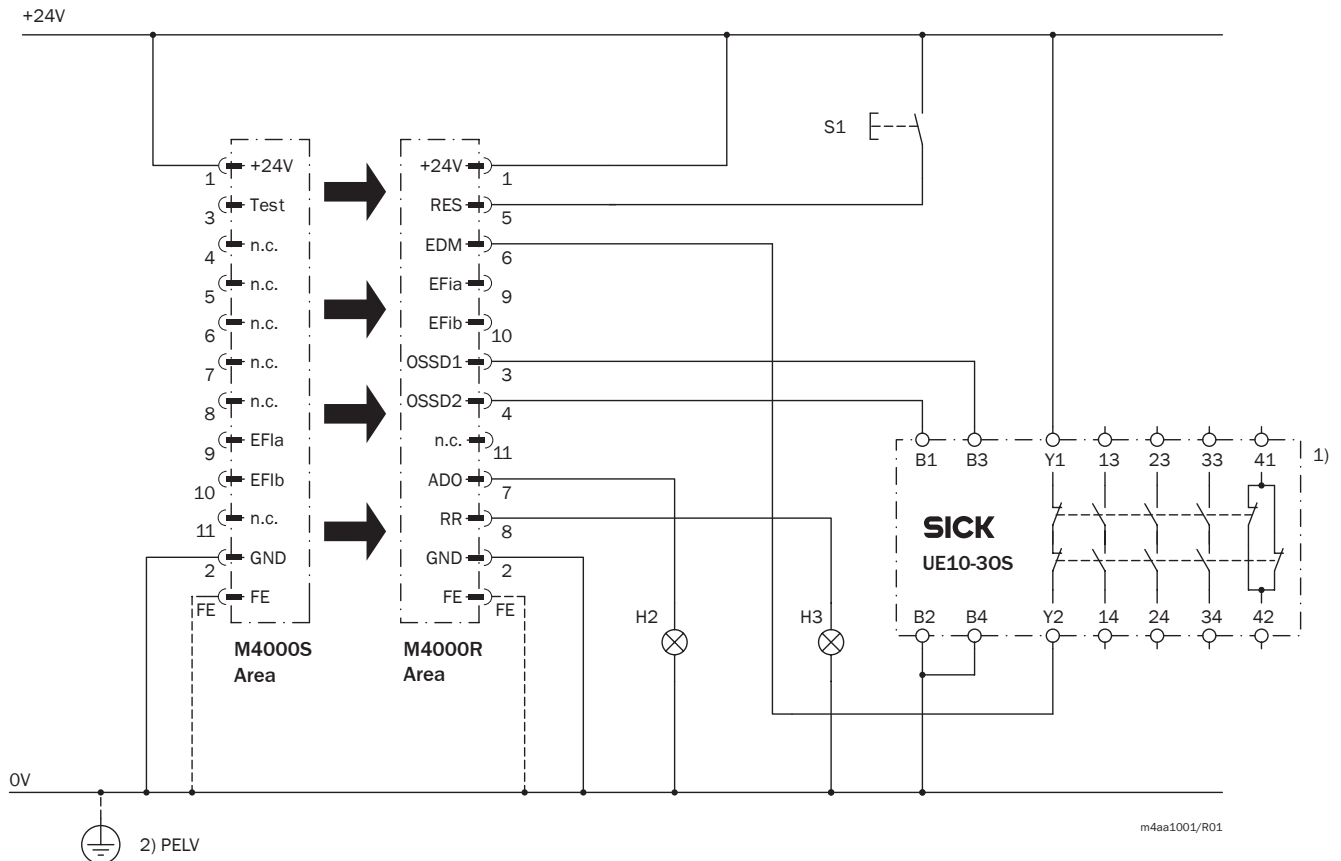 +24V
S1
1
+24V
3
Test
4
n.c.
5
n.c.
6
n.c.
7
n.c.
8
n.c.
9
EFIa
10
EFIb
11
n.c.
2
GND
FE
FE
M4000S
Area
+24V
1
RES
5
EDM
6
EFia
9
EFib
10
OSSD1
3
OSSD2
4
n.c.
11
ADO
7
RR
8
GND
2
FE
FE
M4000R
Area
H2
H3
B1
B3
Y1
13
23
33
41
1)
SICK
UE10-30S
B2
B4
Y2
14
24
34
42
0V
2) PELV
m4aa1001/R01